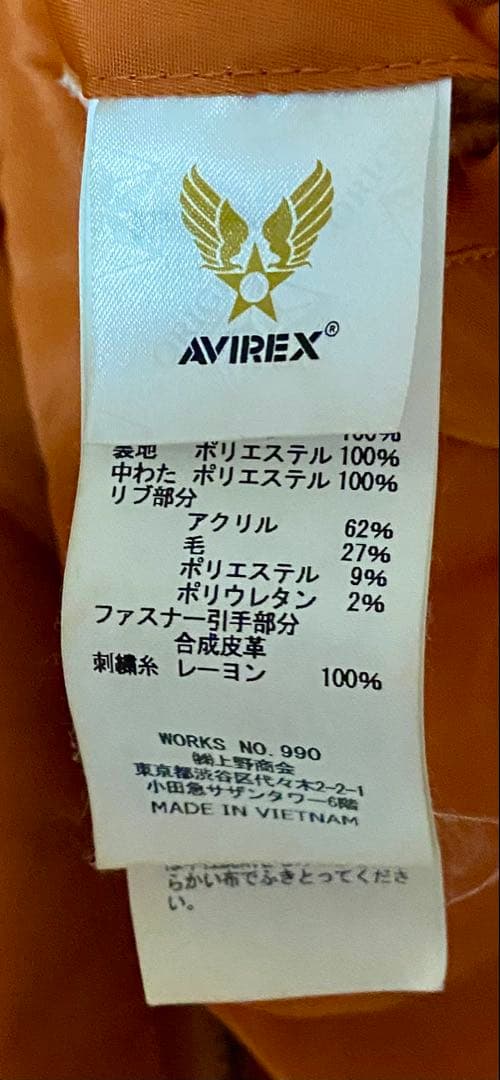 AVIREX®
100%
裏地 ポリエステル 100%
中わた ポリエステル 100%
リブ部分
アクリル 62%
毛 27%
ポリエステル 9%
ポリウレタン 2%
ファスナー引手部分
合成皮革
刺繍糸 レーヨン 100%
WORKS NO. 990
㈱上野商会
東京都渋谷区代々木2-2-1
小田急サザンタワー6階
MADE IN VIETNAM
らかい布でふきとってくださ
い。